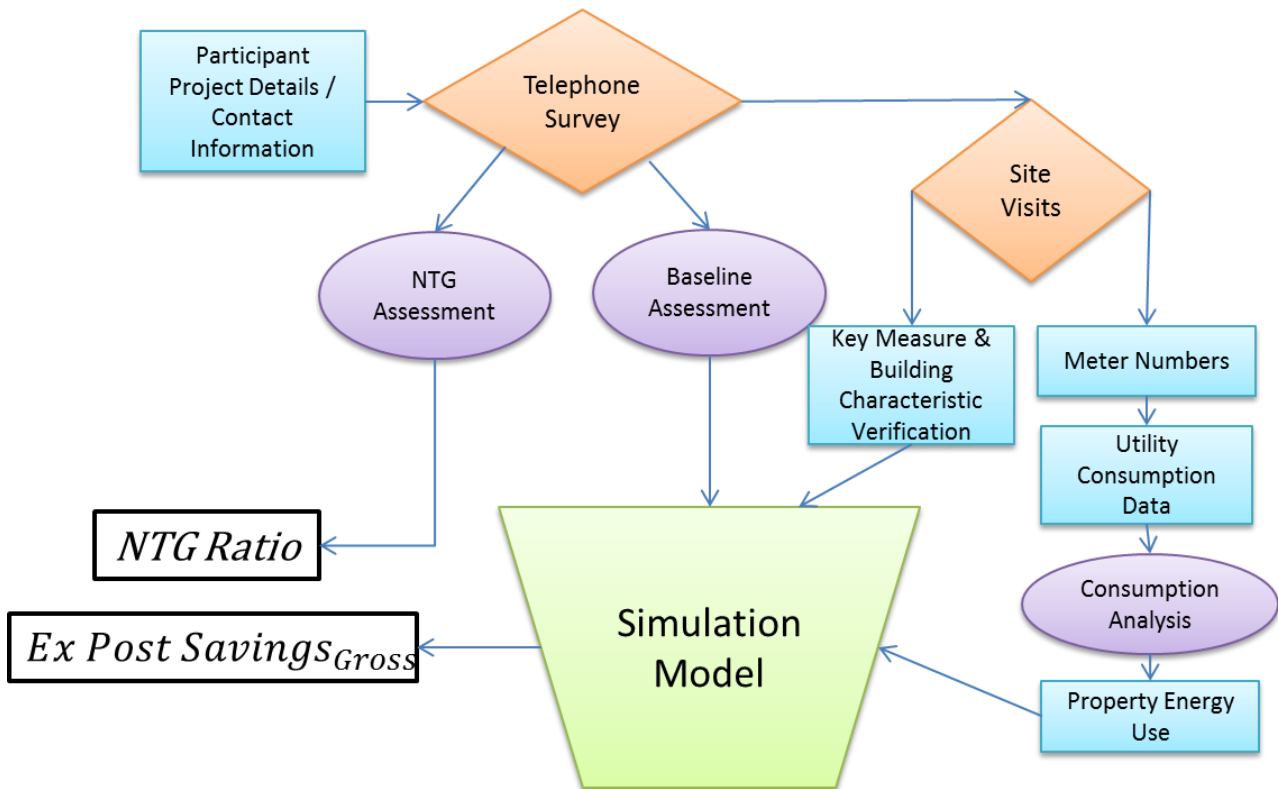 Participant
Project Details /
Contact
Information
Telephone
Survey
Site
Visits
NTG
Assessment
Baseline
Assessment
Key Measure &
Building
Characteristic
Verification
Meter Numbers
Utility
Consumption
Data
Consumption
Analysis
Property Energy
Use
Simulation
Model
NTG Ratio
Ex Post Savings_Gross